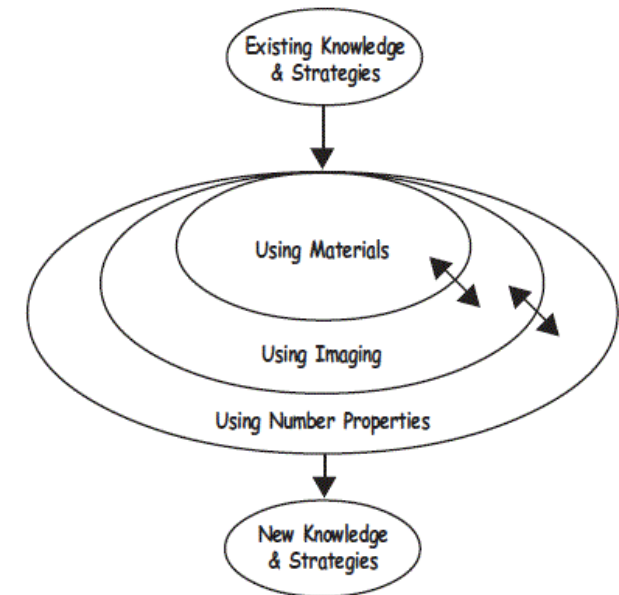 Existing Knowledge
& Strategies
Using Materials
Using Imaging
Using Number Properties
New Knowledge
& Strategies